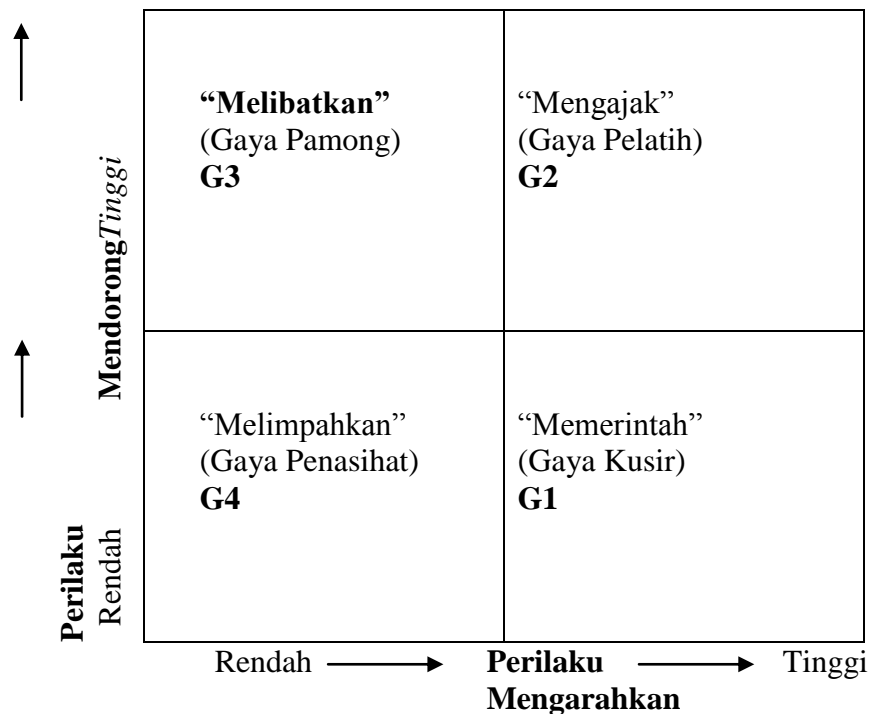 “Melibatkan”
(Gaya Pamong)
G3
“Mengajak”
(Gaya Pelatih)
G2
MendorongTinggi
“Melimpahkan”
(Gaya Penasihat)
G4
“Memerintah”
(Gaya Kusir)
G1
Perilaku
Rendah
Rendah Perilaku Tinggi
Mengarahkan